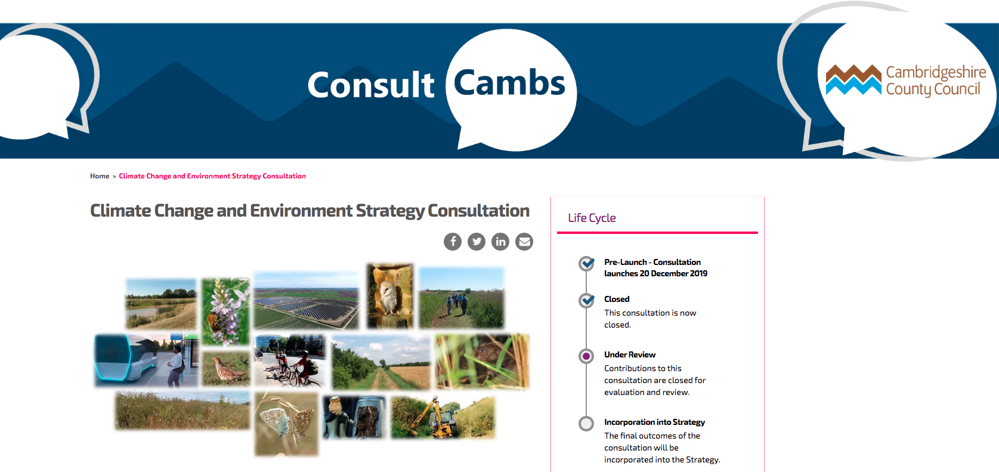 Consult Cambs
Cambridgeshire
County Council
Home » Climate Change and Environment Strategy Consultation
Climate Change and Environment Strategy Consultation
Life Cycle
Pre-Launch - Consultation
launches 20 December 2019
Closed
This consultation is now
closed.
Under Review
Contributions to this
consultation are closed for
evaluation and review.
Incorporation into Strategy
The final outcomes of the
consultation will be
incorporated into the Strategy.